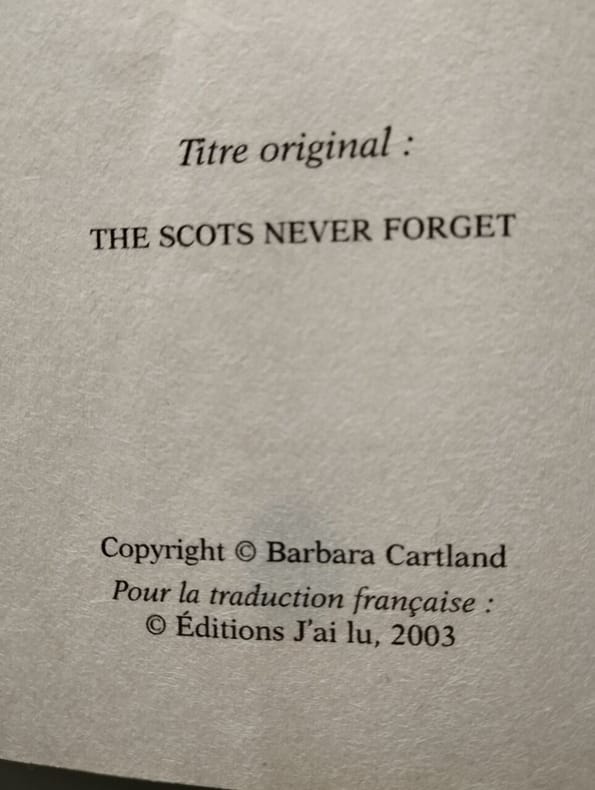 Titre original :
THE SCOTS NEVER FORGET
Copyright © Barbara Cartland
Pour la traduction française :
© Éditions J'ai lu, 2003